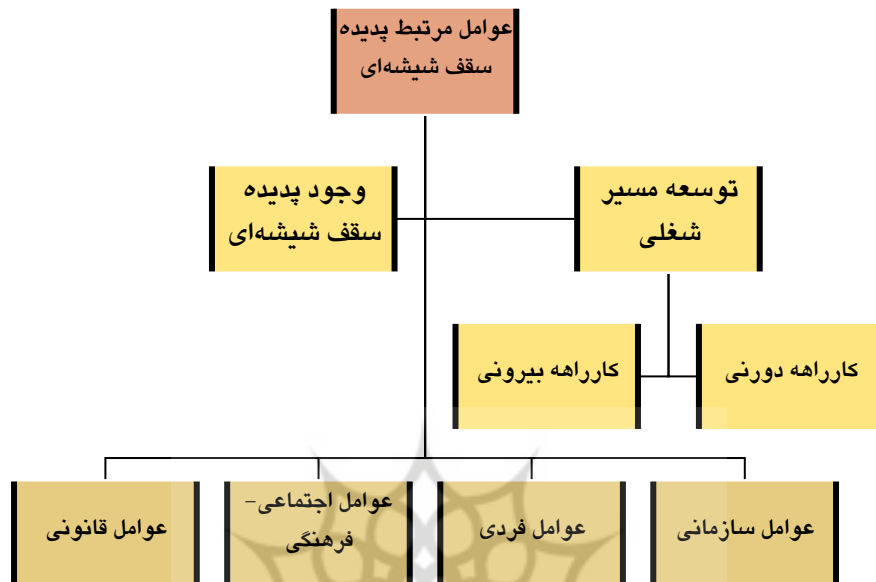 عوامل مرتبط پدیده
سقف شیشه‌ای
توسعه مسیر
شغلی
وجود پدیده
سقف شیشه‌ای
کارراهه دورنی
کارراهه بیرونی
عوامل سازمانی
عوامل فردی
عوامل اجتماعی-
فرهنگی
عوامل قانونی